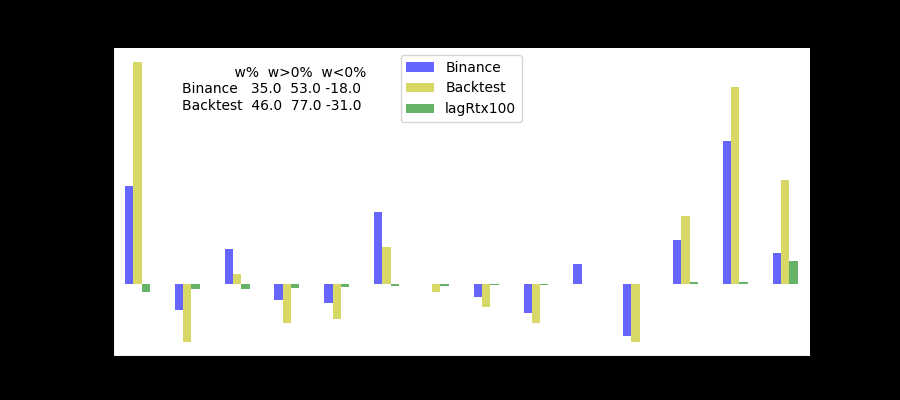 w% w>0% w<0%
Binance 35.0 53.0 -18.0
Backtest 46.0 77.0 -31.0
Binance
Backtest
lagRtx100